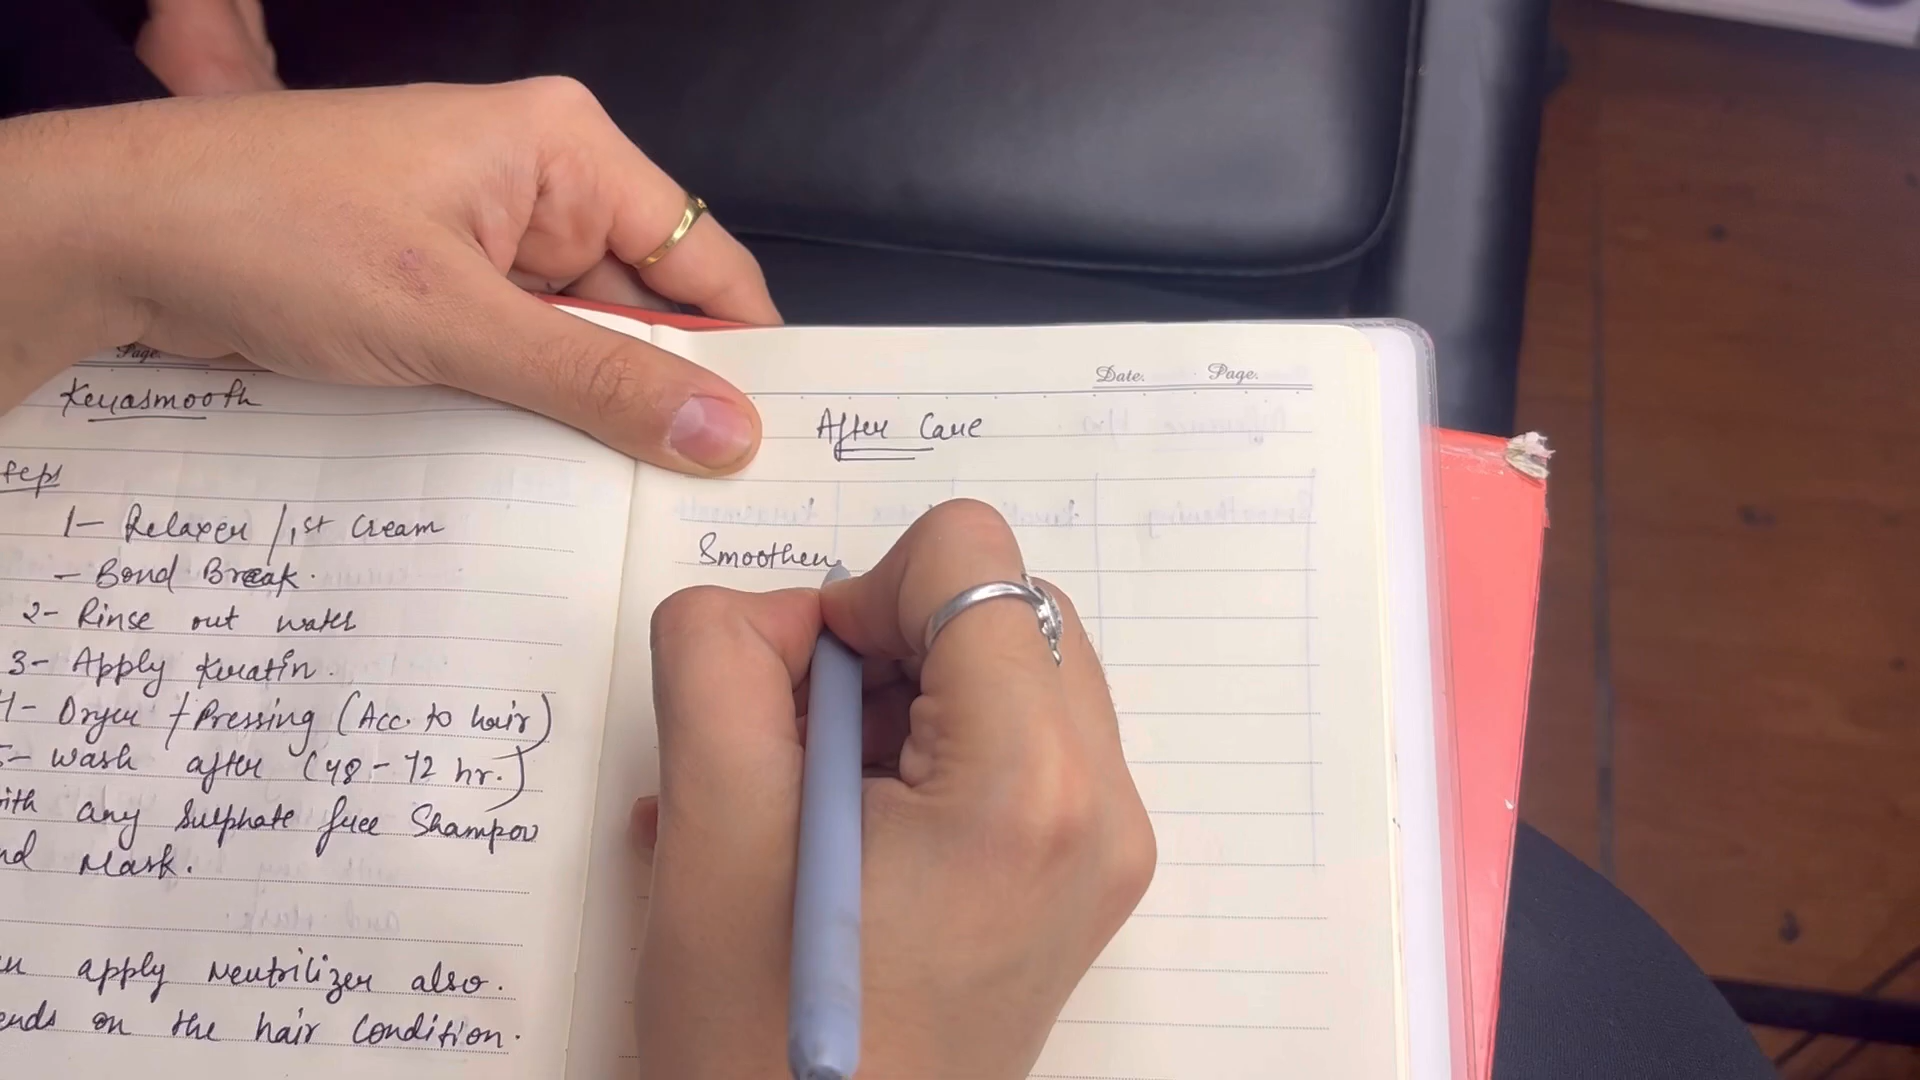 Page.
Kerasmooth
teps
1- Relaxer / 1st Cream
- Bond Break.
2- Rinse out water
3- Apply Keratin.
4- Dryer + Pressing (Acc. to hair)
5- wash after (48-72 hr.)
with any Sulphate free Shampoo
nd Mask.
apply Neutrilizer also.
ends on the hair Condition.
Date. Page.
After Care
Smoothen